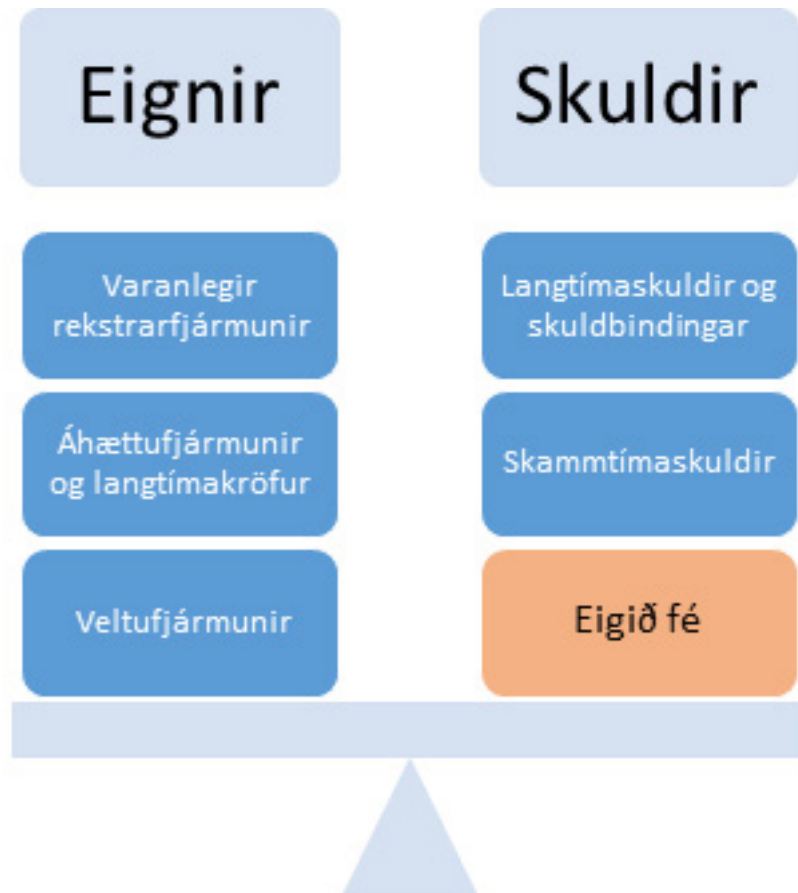 Eignir
Varanlegir
rekstrarfjármunir
Áhættufjármunir
og langtímakröfur
Veltufjármunir
Skuldir
Langtímaskuldir og
skuldbindingar
Skammtímaskuldir
Eigið fé